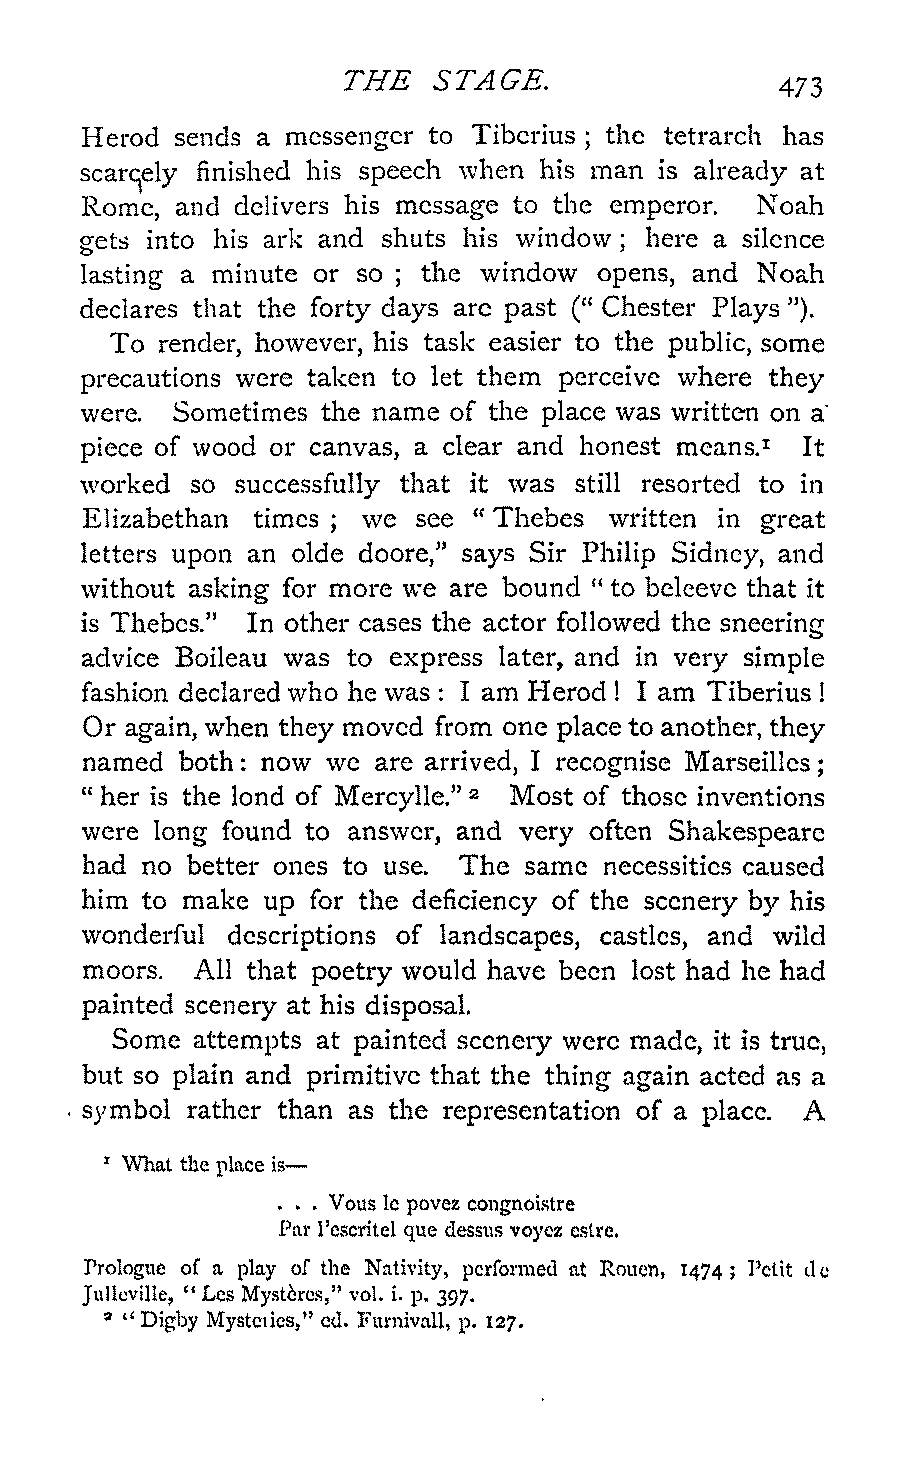 THE STAGE. 473
Herod sends a messenger to Tiberius ; the tetrarch has
scarcely finished his speech when his man is already at
Rome, and delivers his message to the emperor. Noah
gets into his ark and shuts his window ; here a silence
lasting a minute or so ; the window opens, and Noah
declares that the forty days are past (" Chester Plays ").
To render, however, his task easier to the public, some
precautions were taken to let them perceive where they
were. Sometimes the name of the place was written on a
piece of wood or canvas, a clear and honest means.¹ It
worked so successfully that it was still resorted to in
Elizabethan times ; we see " Thebes written in great
letters upon an olde doore," says Sir Philip Sidney, and
without asking for more we are bound " to beleeve that it
is Thebes." In other cases the actor followed the sneering
advice Boileau was to express later, and in very simple
fashion declared who he was : I am Herod ! I am Tiberius !
Or again, when they moved from one place to another, they
named both : now we are arrived, I recognise Marseilles ;
" her is the lond of Mercylle." ² Most of those inventions
were long found to answer, and very often Shakespeare
had no better ones to use. The same necessities caused
him to make up for the deficiency of the scenery by his
wonderful descriptions of landscapes, castles, and wild
moors. All that poetry would have been lost had he had
painted scenery at his disposal.
Some attempts at painted scenery were made, it is true,
but so plain and primitive that the thing again acted as a
symbol rather than as the representation of a place. A
¹ What the place is—
. . . Vous le povez congnoistre
Par l'escritel que dessus voyez estre.
Prologue of a play of the Nativity, performed at Rouen, 1474 ; Petit de
Julleville, " Les Mystères," vol. i. p. 397.
² " Digby Mysteries," ed. Furnivall, p. 127.